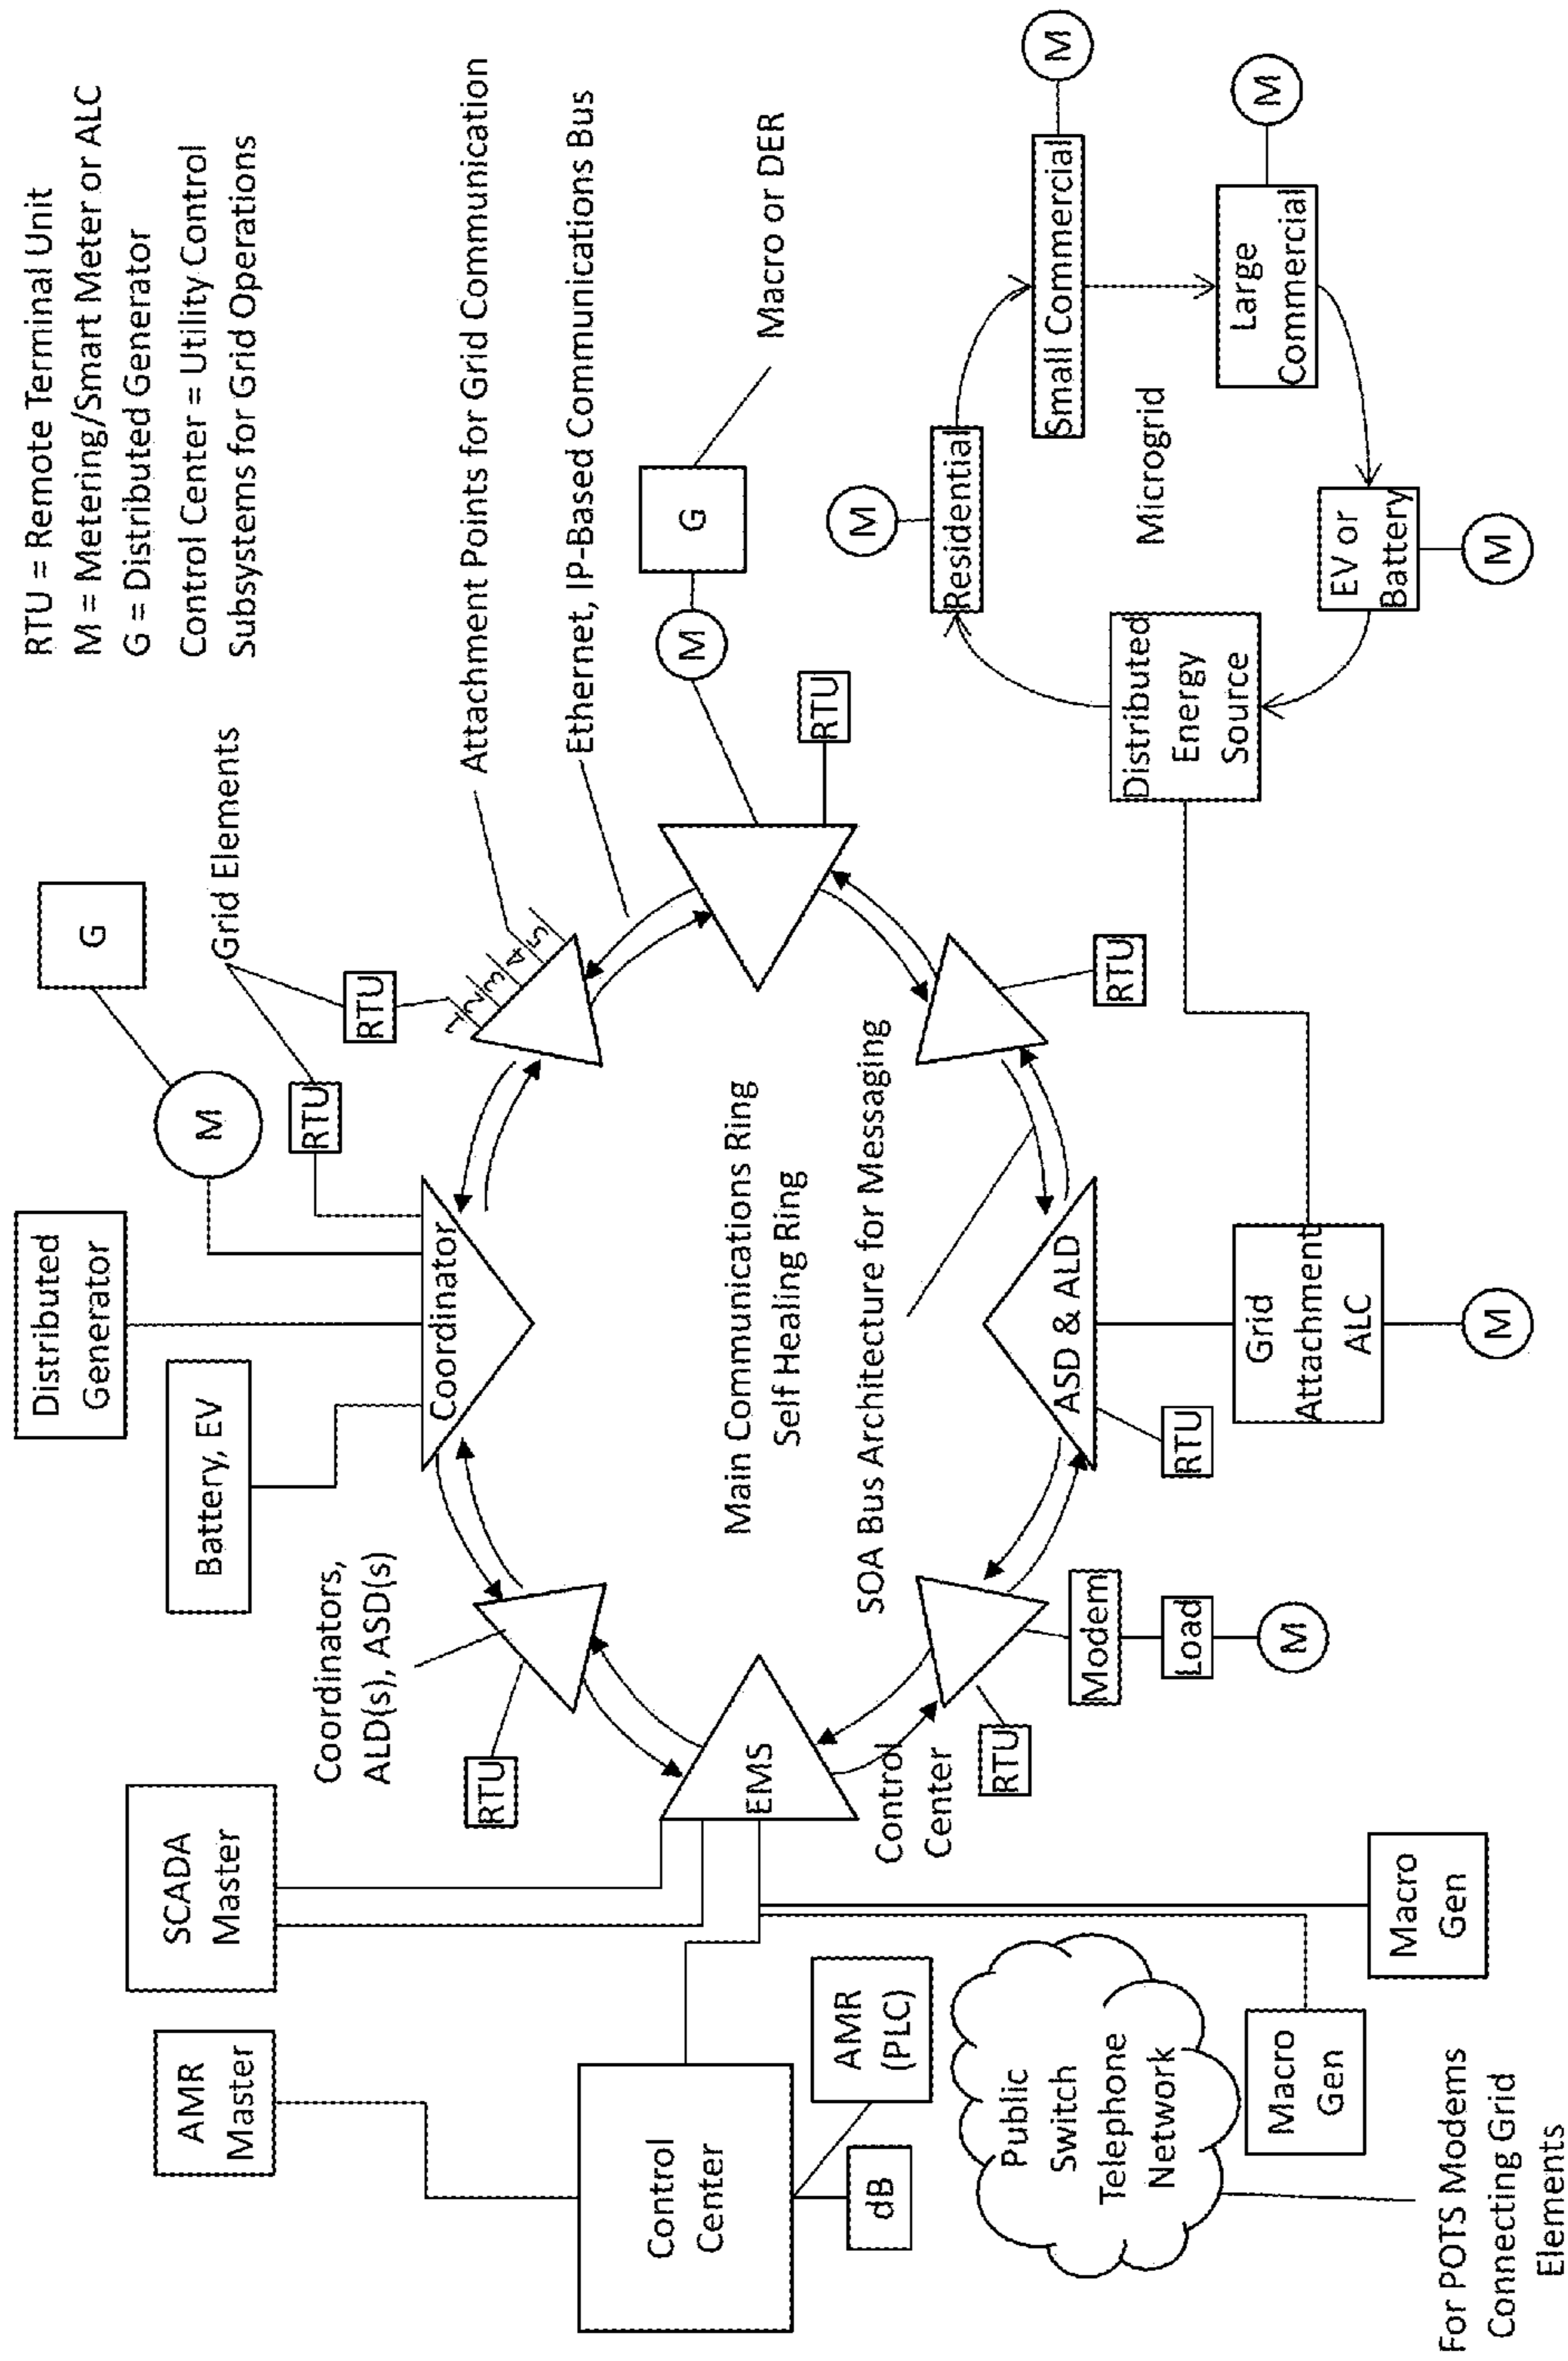 RTU = Remote Terminal Unit
M = Metering/Smart Meter or ALC
G = Distributed Generator
Control Center = Utility Control
Subsystems for Grid Operations
AMR
Master
SCADA
Master
Battery, EV
Distributed
Generator
M
G
RTU
RTU
Grid Elements
Coordinators,
ALD(s), ASD(s)
RTU
Coordinator
1
2
3
4
5
Attachment Points for Grid Communication
Ethernet, IP-Based Communications Bus
M
G
Macro or DER
RTU
Control
Center
EMS
Main Communications Ring
Self Healing Ring
SOA Bus Architecture for Messaging
AMR
(PLC)
dB
Control
Center
RTU
Modem
Load
M
ASD & ALD
RTU
RTU
Grid
Attachment
ALC
M
Public
Switch
Telephone
Network
Macro
Gen
Macro
Gen
For POTS Modems
Connecting Grid
Elements
M
Residential
Small Commercial
M
Microgrid
Distributed
Energy
Source
Large
Commercial
M
EV or
Battery
M